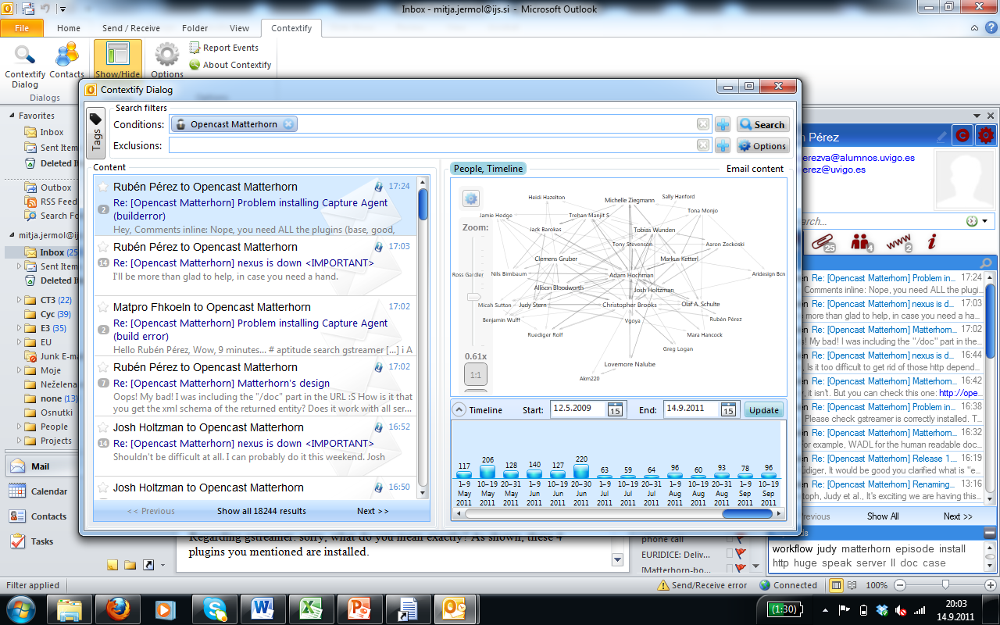 Inbox - mitja.jermol@ijs.si - Microsoft Outlook
File Home Send / Receive Folder View Contextify
Contextify Dialog
Contacts
Show/Hide
Options
Report Events
About Contextify
Dialogs
Favorites
Inbox
Sent Item
Deleted It
Outbox
RSS Feed
Search Fo
mitja.jermol@ij
Inbox (25
Sent Item
Deleted It
CT3 (22)
Cyc (39)
E3 (35)
EU
Junk E-ma
Moje
Neželena
none (13)
Osnutki
People
Projects
Mail
Calendar
Contacts
Tasks
Contextify Dialog
Tags
Search filters
Conditions: Opencast Matterhorn
Search
Exclusions:
Options
Content
Rubén Pérez to Opencast Matterhorn 17:24
2 Re: [Opencast Matterhorn] Problem installing Capture Agent
(builderror)
Hey, Comments inline: Nope, you need ALL the plugins (base, good,
Rubén Pérez to Opencast Matterhorn 17:03
14 Re: [Opencast Matterhorn] nexus is down <IMPORTANT>
I'll be more than glad to help, in case you need a hand.
Matpro Fhkoein to Opencast Matterhorn 17:02
2 Re: [Opencast Matterhorn] Problem installing Capture Agent
(build error)
Hello Rubén Pérez, Wow, 9 minutes... # aptitude search gstreamer [...] i A
Rubén Pérez to Opencast Matterhorn 17:02
7 Re: [Opencast Matterhorn] Matterhorn's design
Oops! My bad! I was including the "/doc" part in the URL :S How is it that
you get the xml schema of the returned entity? Does it work with all ser...
Josh Holtzman to Opencast Matterhorn 16:52
14 Re: [Opencast Matterhorn] nexus is down <IMPORTANT>
Shouldn't be difficult at all. I can probably do it this weekend. Josh
Josh Holtzman to Opencast Matterhorn 16:50
<< Previous Show all 18244 results Next >>
People, Timeline
Email content
Zoom:
0.61x
1:1
Heidi Hazelton
Michelle Ziegmann
Sally Hanford
Jamie Hodge
Trehan Manjit S
Tona Monjo
Jack Barokas
Tobias Wunden
Tony Stevenson
Aaron Zeckoski
Clemens Gruber
Markus Ketterl
Ross Gardler
Nils Birnbaum
Adam Hochman
Aridesign Bcn
Allison Bloodworth
Josh Holtzman
Micah Sutton
Judy Stern
Christopher Brooks
Olaf A. Schulte
Benjamin Wulff
Vgoya
Rubén Pérez
Ruediger Rolf
Mara Hancock
Greg Logan
Lovemore Nalube
Akm220
Timeline Start: 12.5.2009 15 End: 14.9.2011 15 Update
117 206 128 140 127 220 63 59 64 96 60 93 78 96
1–9 10–19 20–31 1–9 10–19 20–30 1–9 10–19 20–31 1–9 10–19 20–31 1–9 10–19
May May May Jun Jun Jun Jul Jul Jul Aug Aug Aug Sep Sep
2011 2011 2011 2011 2011 2011 2011 2011 2011 2011 2011 2011 2011 2011
n Pérez
erezva@alumnos.uvigo.es
erez@uvigo.es
arch...
25 4 www 2 i
en Re: [Opencast Matterhorn] Problem in... 17:24
Comments inline: Nope, you need ALL the plugi...
en Re: [Opencast Matterhorn] nexus is d... 17:03
e more than glad to help, in case you need a ha...
en Re: [Opencast Matterhorn] Matterhorn... 17:02
! My bad! I was including the "/doc" part in the...
en Re: [Opencast Matterhorn] nexus is d... 16:44
. Is it too difficult to get rid of those http depend...
en Re: [Opencast Matterhorn] Matterhorn... 16:42
, it isn't. But you can check this one: http://ope...
en Re: [Opencast Matterhorn] Problem in... 16:38
Please check gstreamer is correctly installed. T...
en Re: [Opencast Matterhorn] Matterhorn... 16:32
or example, WADL for the human readable doc...
en Re: [Opencast Matterhorn] Release 1.... 16:19
üdiger, It would be good you clarified what is "e...
en Re: [Opencast Matterhorn] Renaming... 13:16
toph, Judy et al., It's exciting we are having this...
revious Show All Next >>
workflow judy matterhorn episode install
http huge speak server ll doc case
Regarding gstreamer: sorry, what do you mean exactly? As shown, these 4
plugins you mentioned are installed.
phone call
EURIDICE: Deliv...
[Matterhorn-bo...
Filter applied
Send/Receive error
Connected
100%
(1:30)
20:03
14.9.2011